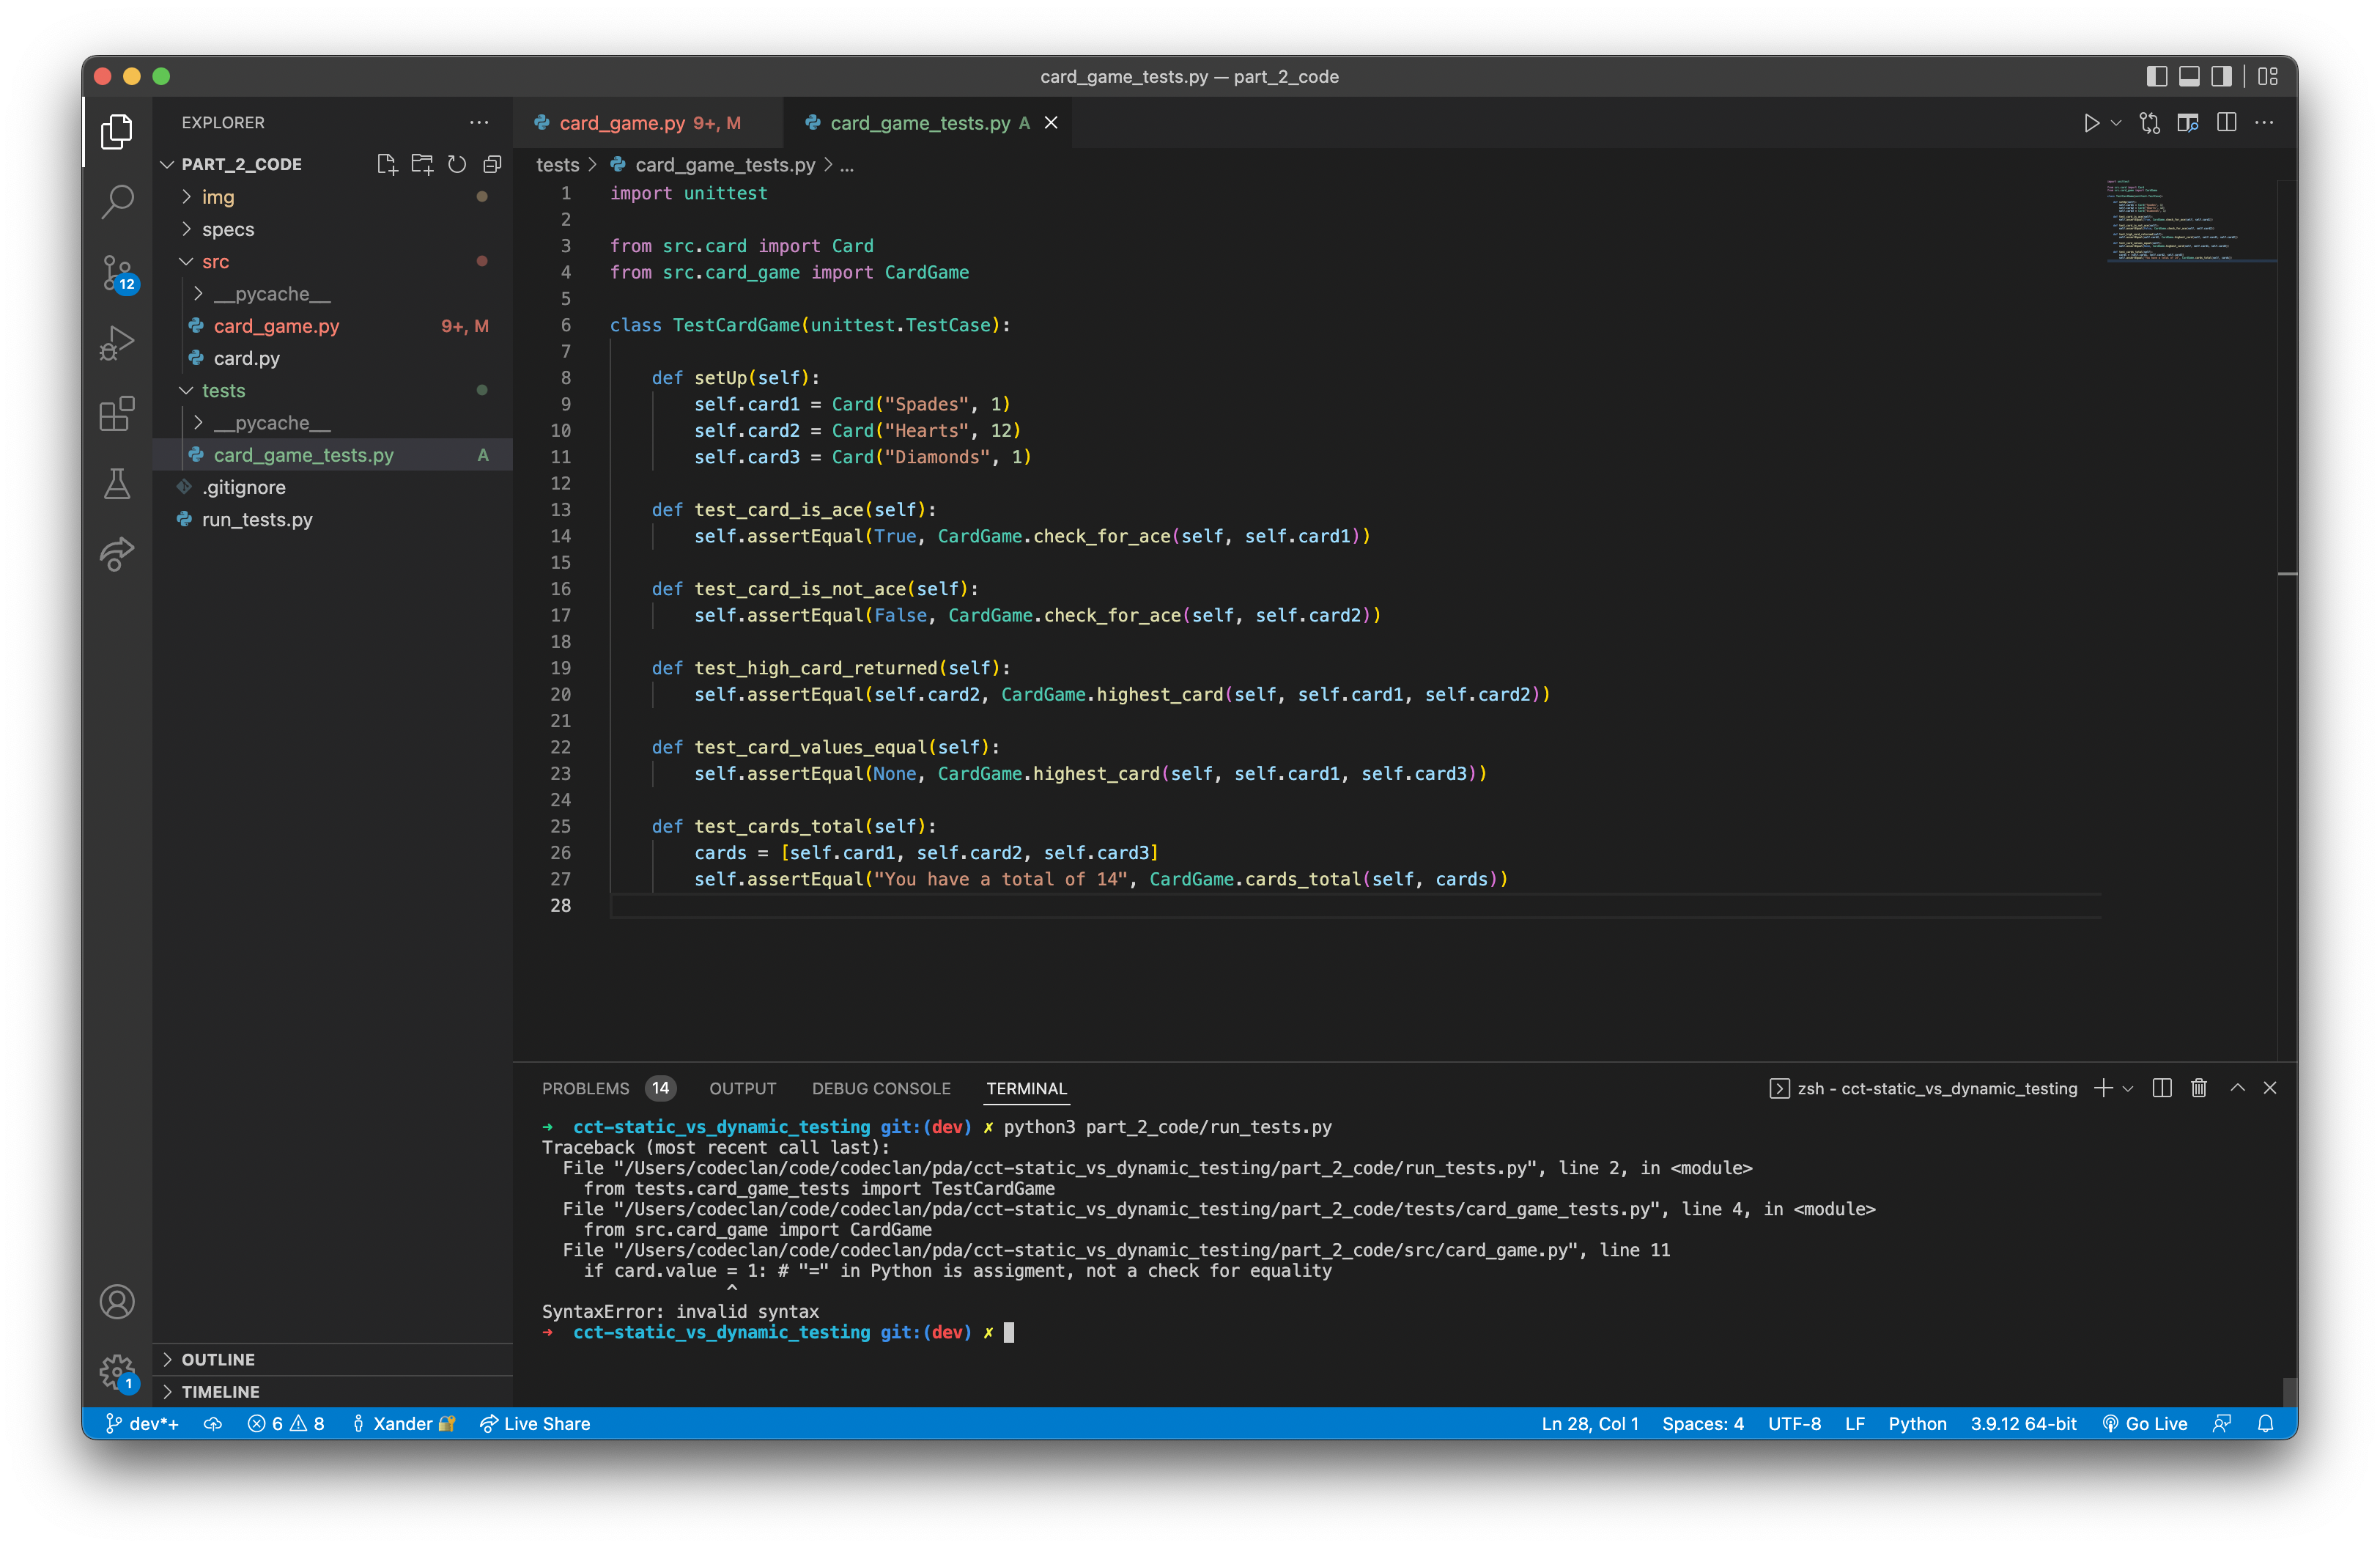 card_game_tests.py — part_2_code
EXPLORER
card_game.py 9+, M
card_game_tests.py A
PART_2_CODE
tests > card_game_tests.py > ...
img
specs
src
__pycache__
card_game.py 9+, M
card.py
tests
__pycache__
card_game_tests.py A
.gitignore
run_tests.py
12
1 import unittest
2
3 from src.card import Card
4 from src.card_game import CardGame
5
6 class TestCardGame(unittest.TestCase):
7
8 def setUp(self):
9 self.card1 = Card("Spades", 1)
10 self.card2 = Card("Hearts", 12)
11 self.card3 = Card("Diamonds", 1)
12
13 def test_card_is_ace(self):
14 self.assertEqual(True, CardGame.check_for_ace(self, self.card1))
15
16 def test_card_is_not_ace(self):
17 self.assertEqual(False, CardGame.check_for_ace(self, self.card2))
18
19 def test_high_card_returned(self):
20 self.assertEqual(self.card2, CardGame.highest_card(self, self.card1, self.card2))
21
22 def test_card_values_equal(self):
23 self.assertEqual(None, CardGame.highest_card(self, self.card1, self.card3))
24
25 def test_cards_total(self):
26 cards = [self.card1, self.card2, self.card3]
27 self.assertEqual("You have a total of 14", CardGame.cards_total(self, cards))
28
PROBLEMS 14 OUTPUT DEBUG CONSOLE TERMINAL
zsh - cct-static_vs_dynamic_testing
→ cct-static_vs_dynamic_testing git:(dev) ✗ python3 part_2_code/run_tests.py
Traceback (most recent call last):
File "/Users/codeclan/code/codeclan/pda/cct-static_vs_dynamic_testing/part_2_code/run_tests.py", line 2, in <module>
from tests.card_game_tests import TestCardGame
File "/Users/codeclan/code/codeclan/pda/cct-static_vs_dynamic_testing/part_2_code/tests/card_game_tests.py", line 4, in <module>
from src.card_game import CardGame
File "/Users/codeclan/code/codeclan/pda/cct-static_vs_dynamic_testing/part_2_code/src/card_game.py", line 11
if card.value = 1: # "=" in Python is assigment, not a check for equality
^
SyntaxError: invalid syntax
→ cct-static_vs_dynamic_testing git:(dev) ✗
OUTLINE
TIMELINE
1
dev*+ 6 8 Xander 🔐 Live Share
Ln 28, Col 1 Spaces: 4 UTF-8 LF Python 3.9.12 64-bit Go Live